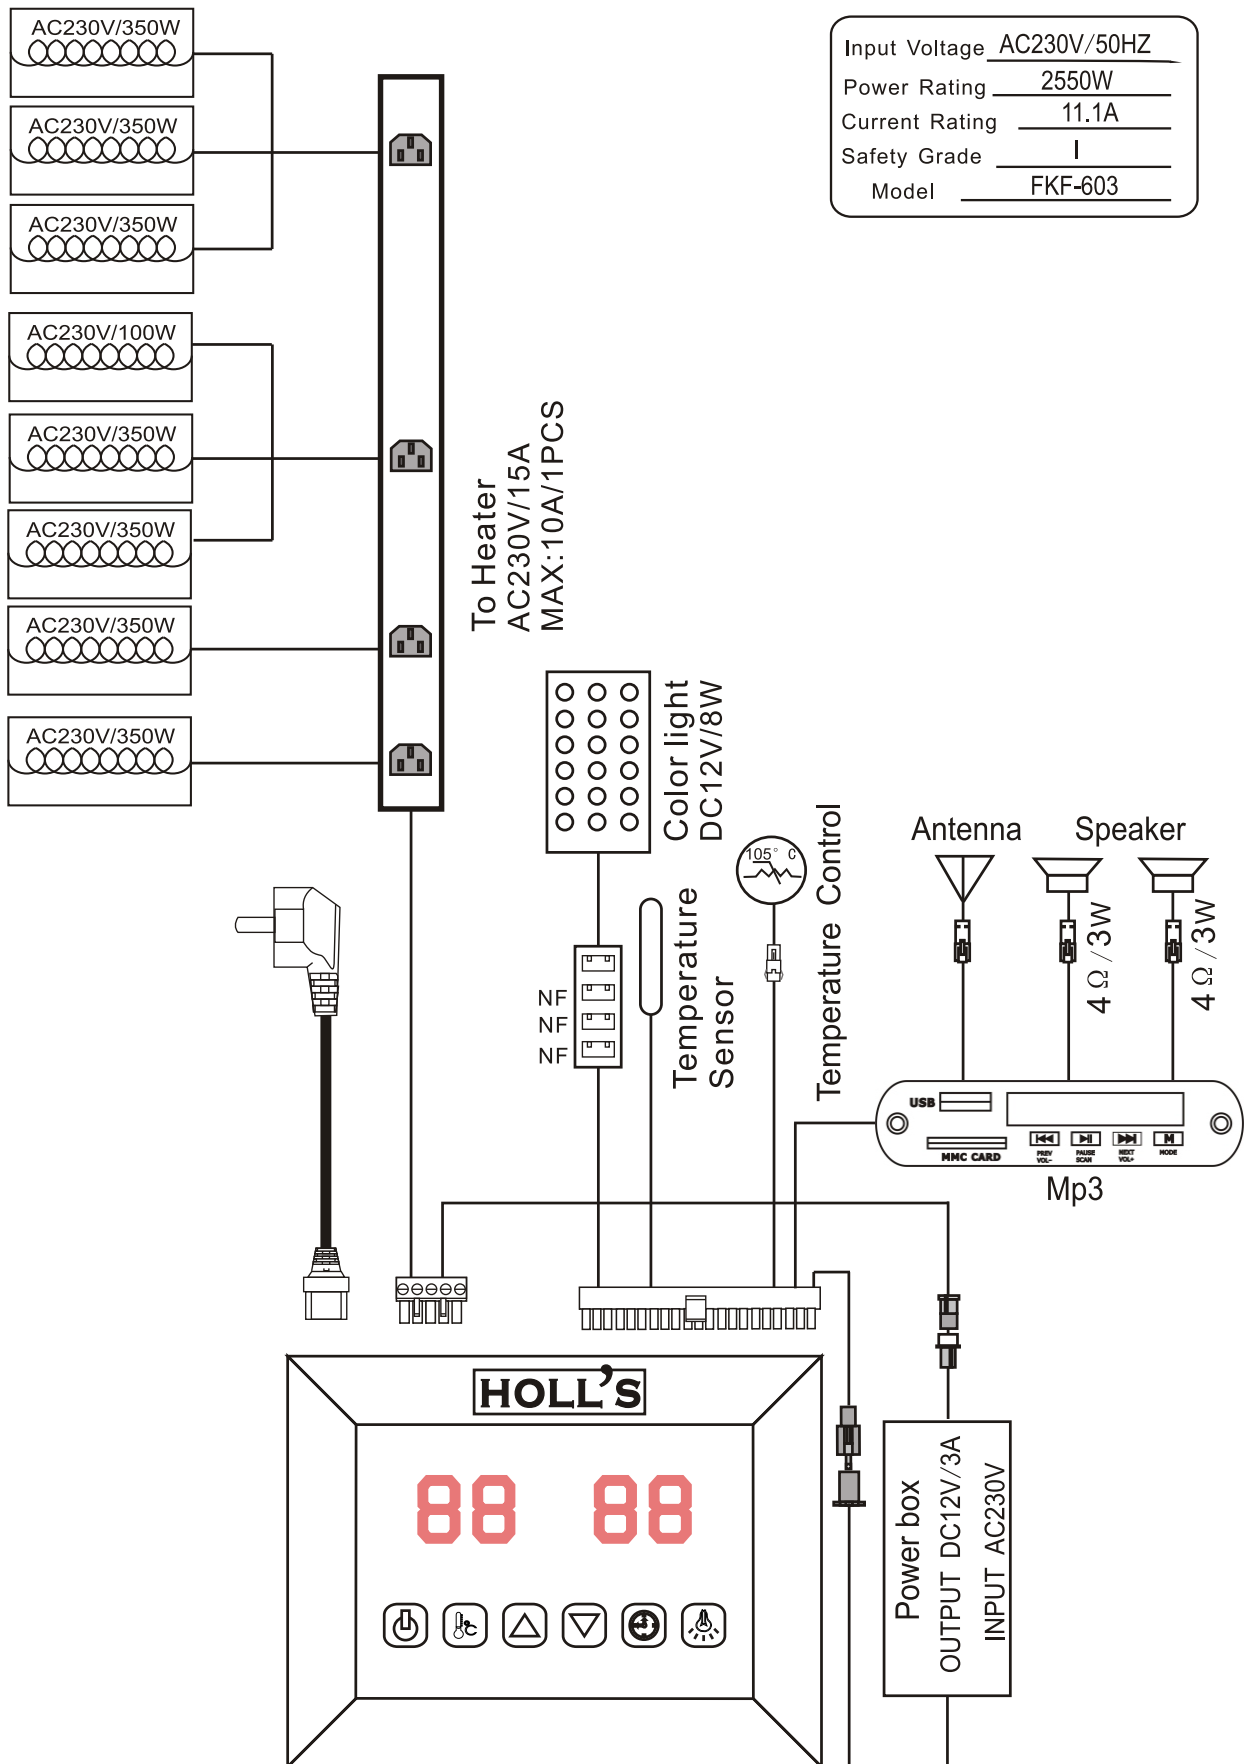 AC230V/350W
AC230V/350W
AC230V/350W
AC230V/100W
AC230V/350W
AC230V/350W
AC230V/350W
AC230V/350W
Input Voltage AC230V/50HZ
Power Rating 2550W
Current Rating 11.1A
Safety Grade I
Model FKF-603
To Heater
AC230V/15A
MAX:10A/1PCS
Color light
DC12V/8W
NF
NF
NF
Temperature
Sensor
105° C
Temperature Control
Antenna
Speaker
4Ω/3W
4Ω/3W
USB
MMC CARD
PREV
VOL-
PAUSE
SCAN
NEXT
VOL+
M
MODE
Mp3
HOLL'S
88 88
°C
Power box
OUTPUT DC12V/3A
INPUT AC230V